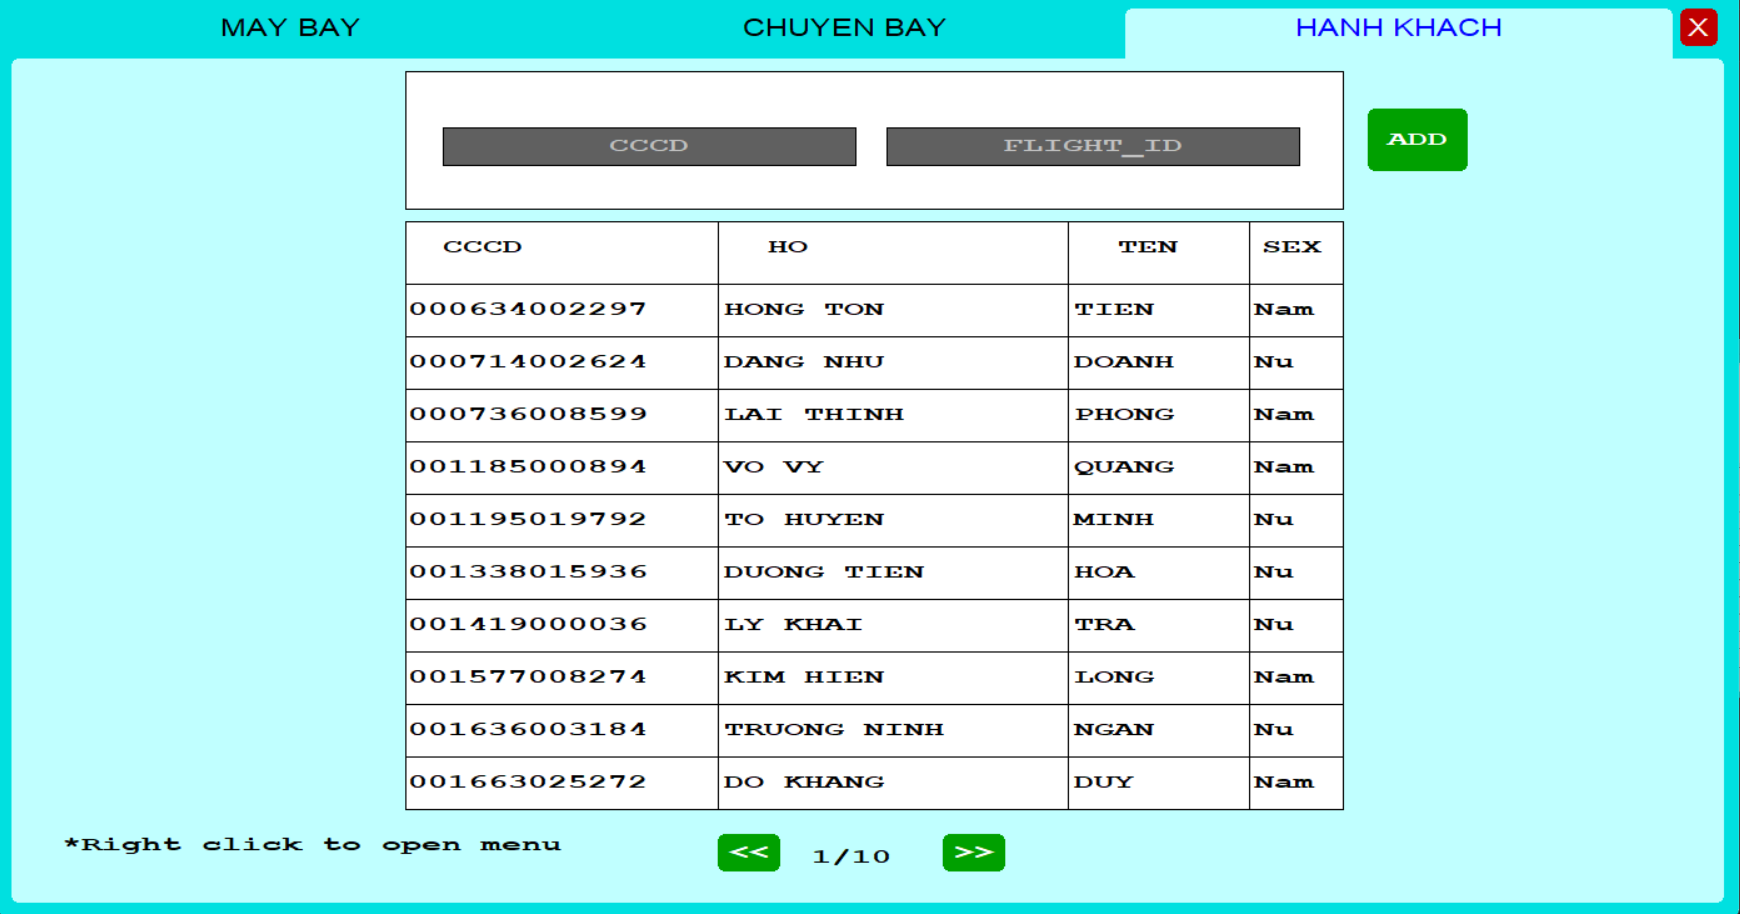 MAY BAY CHUYEN BAY HANH KHACH X
CCCD FLIGHT_ID ADD
CCCD HO TEN SEX
000634002297 HONG TON TIEN Nam
000714002624 DANG NHU DOANH Nu
000736008599 LAI THINH PHONG Nam
001185000894 VO VY QUANG Nam
001195019792 TO HUYEN MINH Nu
001338015936 DUONG TIEN HOA Nu
001419000036 LY KHAI TRA Nu
001577008274 KIM HIEN LONG Nam
001636003184 TRUONG NINH NGAN Nu
001663025272 DO KHANG DUY Nam
*Right click to open menu << 1/10 >>